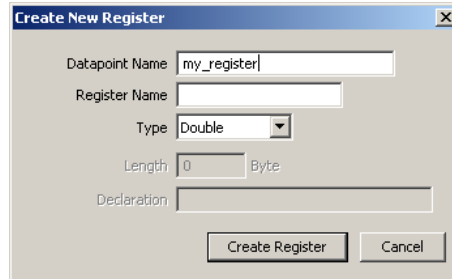 Create New Register
Datapoint Name my_register
Register Name
Type Double
Length 0 Byte
Declaration
Create Register Cancel